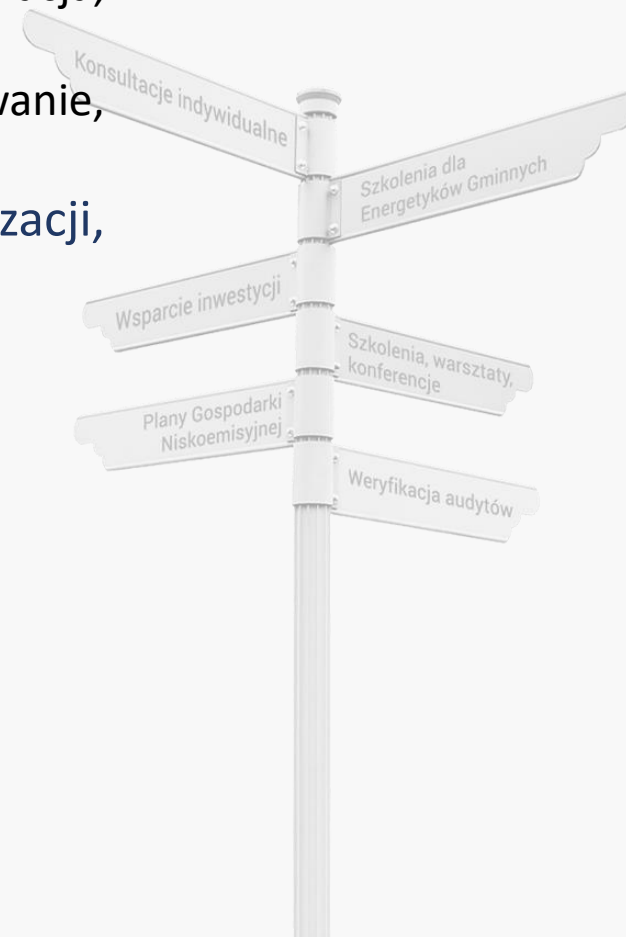 Konsultacje indywidualne
wanie,
Szkolenia dla
Energetyków Gminnych
zacji,
Wsparcie inwestycji
Szkolenia, warsztaty,
konferencje
Plany Gospodarki
Niskoemisyjnej
Weryfikacja audytów